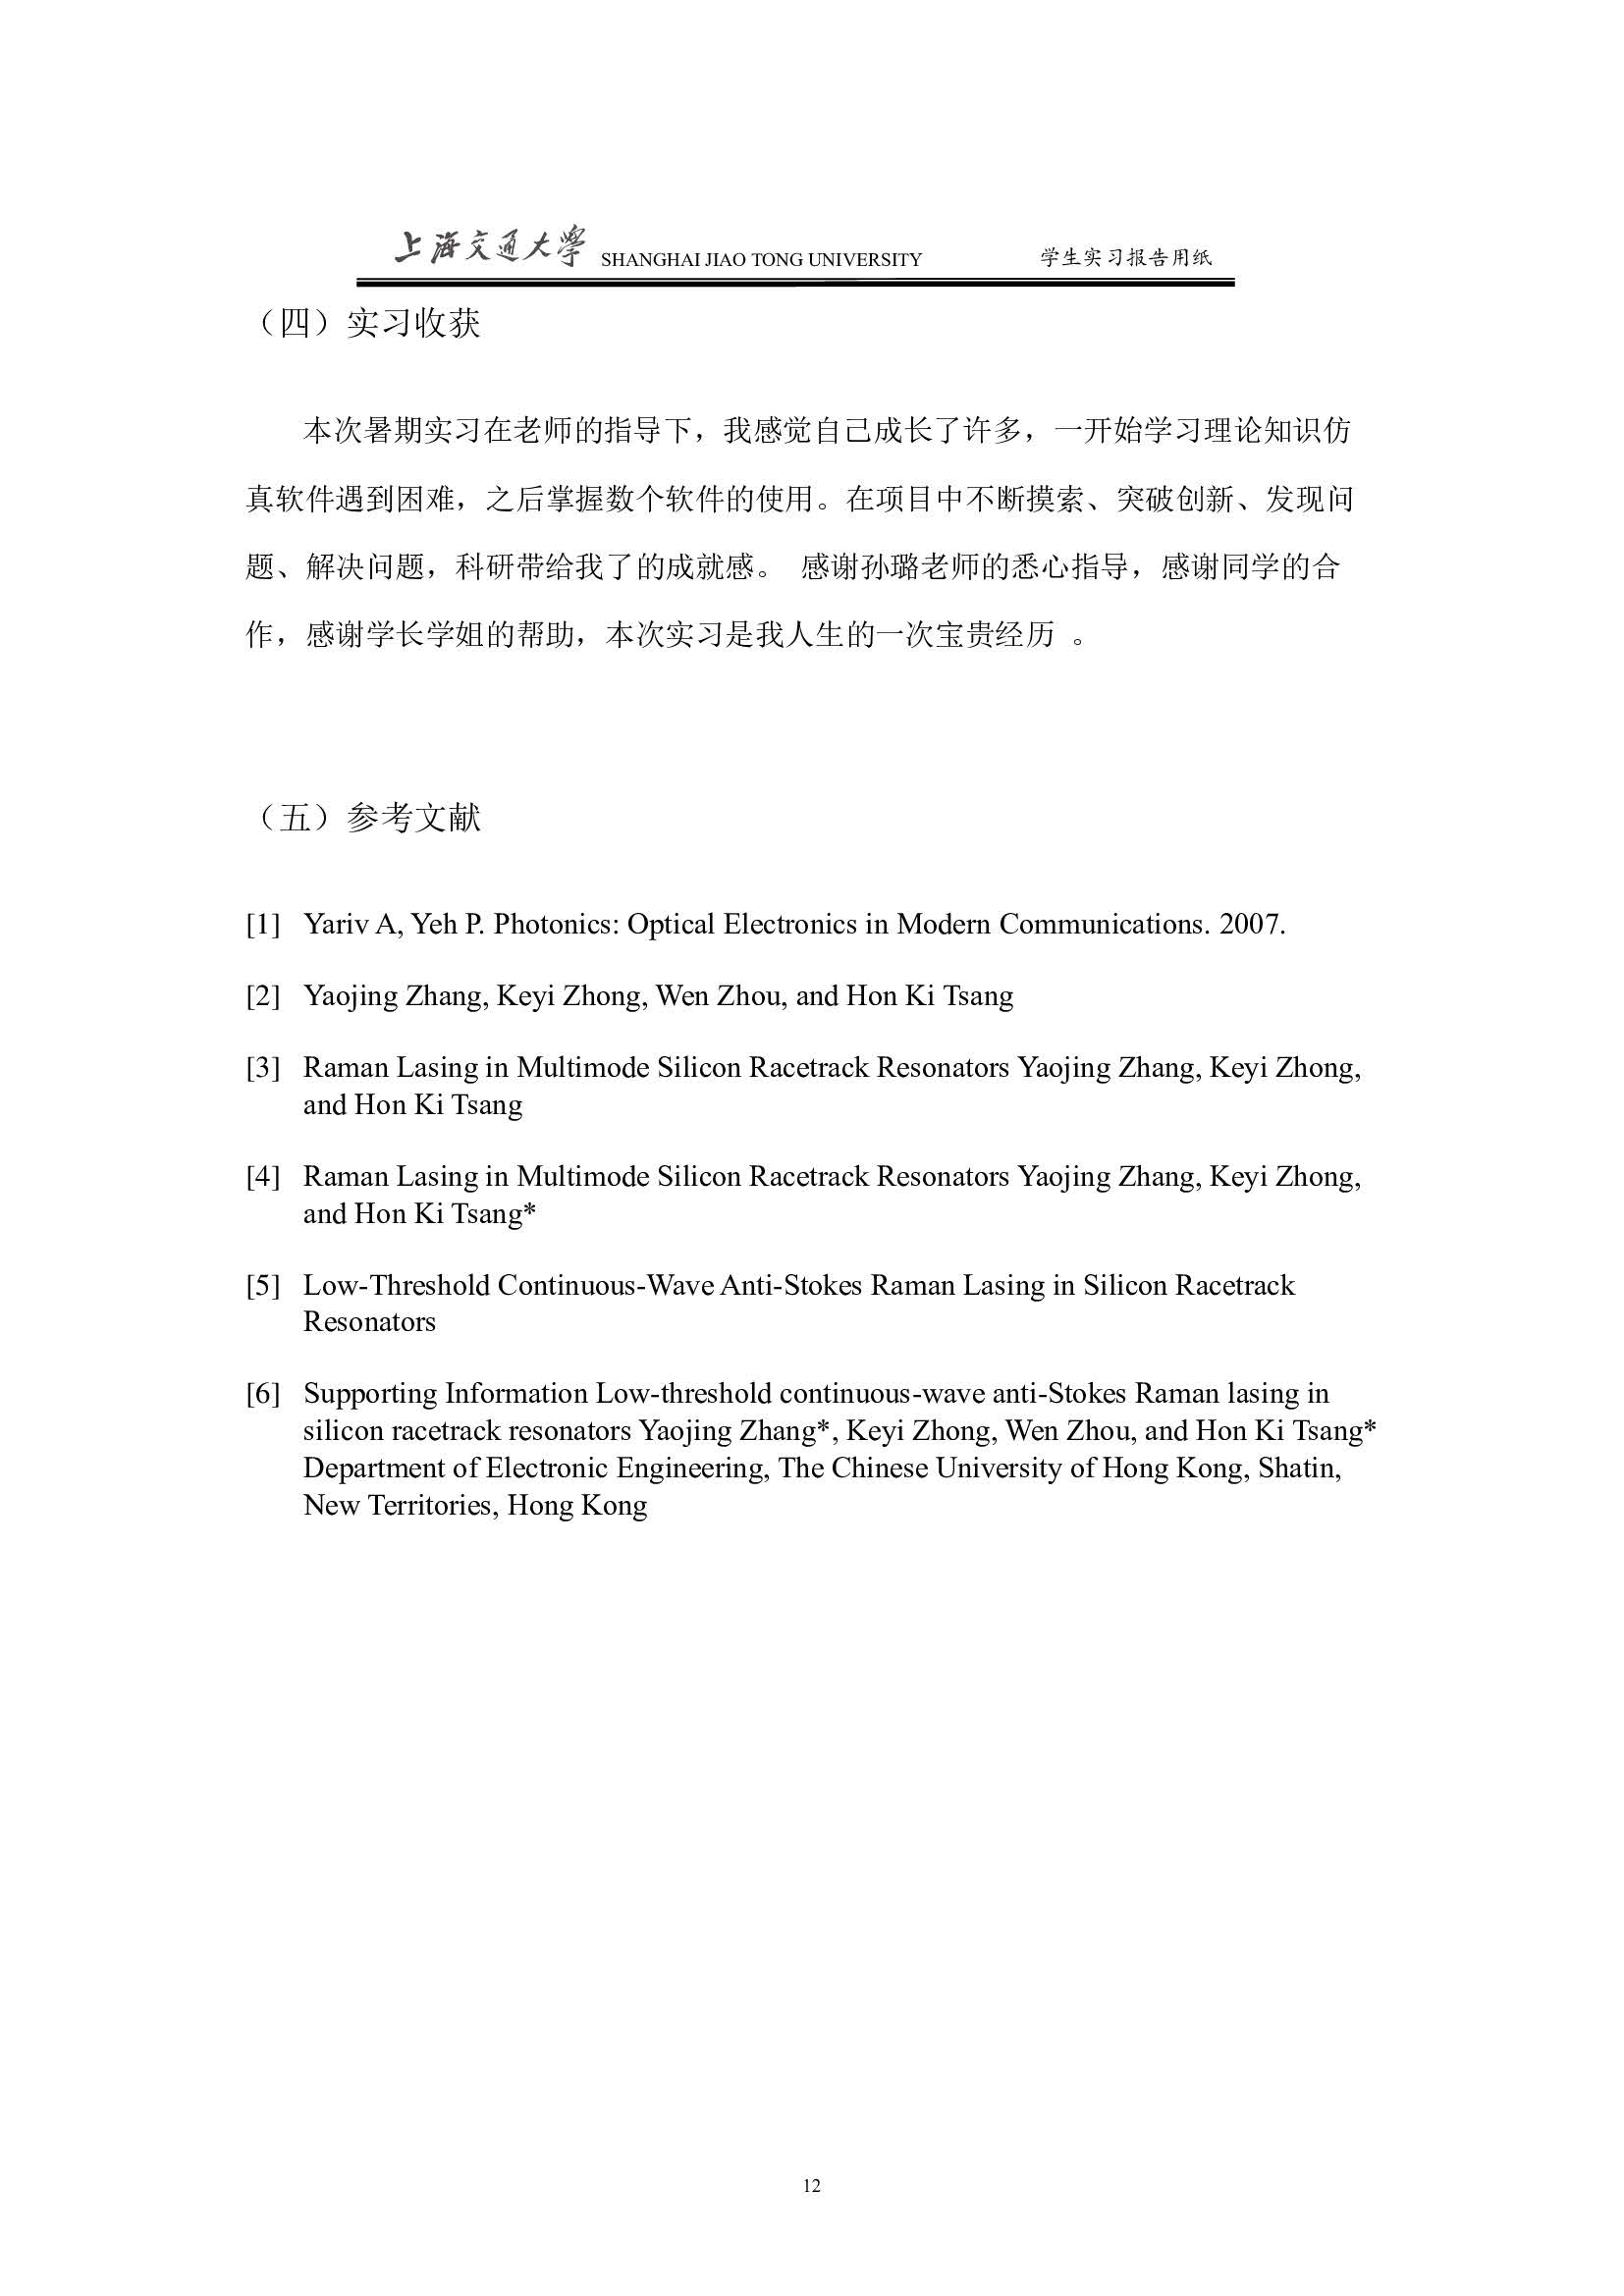 上海交通大学 SHANGHAI JIAO TONG UNIVERSITY 学生实习报告用纸
（四）实习收获
本次暑期实习在老师的指导下，我感觉自己成长了许多，一开始学习理论知识仿
真软件遇到困难，之后掌握数个软件的使用。在项目中不断摸索、突破创新、发现问
题、解决问题，科研带给我了的成就感。 感谢孙璐老师的悉心指导，感谢同学的合
作，感谢学长学姐的帮助，本次实习是我人生的一次宝贵经历 。
（五）参考文献
[1] Yariv A, Yeh P. Photonics: Optical Electronics in Modern Communications. 2007.
[2] Yaojing Zhang, Keyi Zhong, Wen Zhou, and Hon Ki Tsang
[3] Raman Lasing in Multimode Silicon Racetrack Resonators Yaojing Zhang, Keyi Zhong,
and Hon Ki Tsang
[4] Raman Lasing in Multimode Silicon Racetrack Resonators Yaojing Zhang, Keyi Zhong,
and Hon Ki Tsang*
[5] Low-Threshold Continuous-Wave Anti-Stokes Raman Lasing in Silicon Racetrack
Resonators
[6] Supporting Information Low-threshold continuous-wave anti-Stokes Raman lasing in
silicon racetrack resonators Yaojing Zhang*, Keyi Zhong, Wen Zhou, and Hon Ki Tsang*
Department of Electronic Engineering, The Chinese University of Hong Kong, Shatin,
New Territories, Hong Kong
12